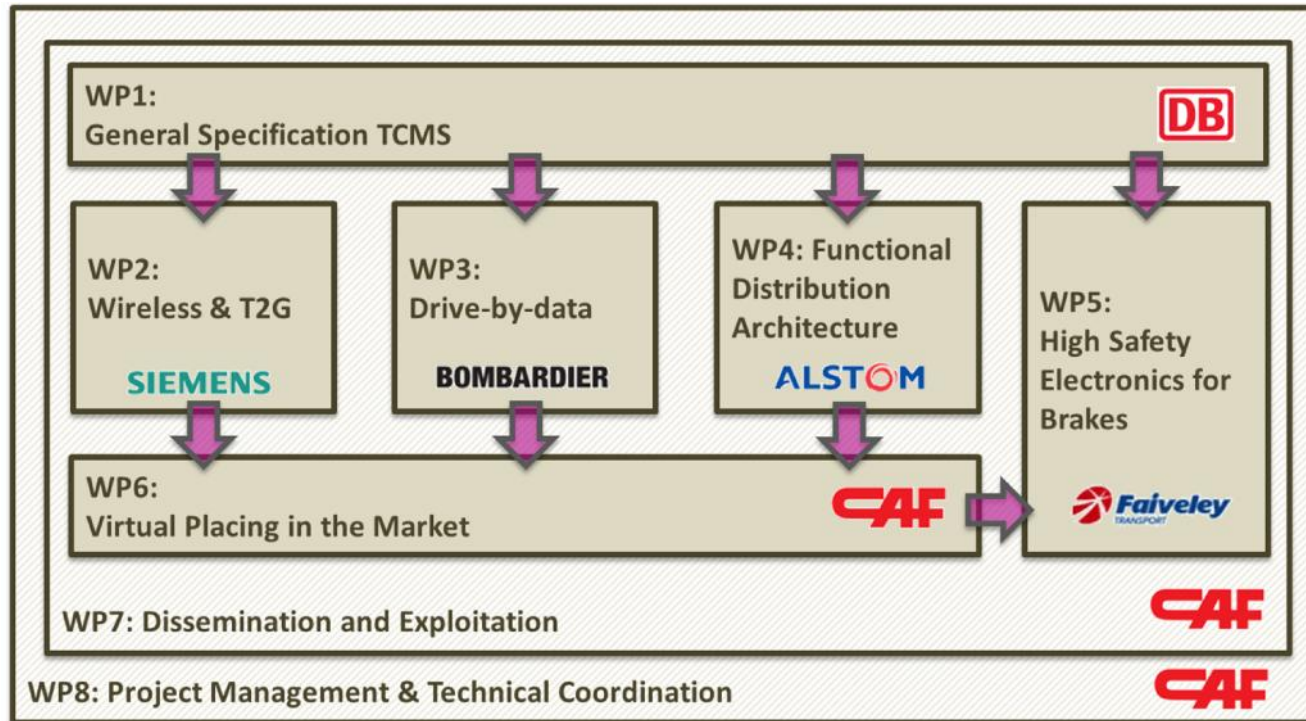 WP1:
General Specification TCMS
DB
WP2:
Wireless & T2G
SIEMENS
WP3:
Drive-by-data
BOMBARDIER
WP4: Functional
Distribution
Architecture
ALSTOM
WP5:
High Safety
Electronics for
Brakes
Faiveley
TRANSPORT
WP6:
Virtual Placing in the Market
CAF
WP7: Dissemination and Exploitation
CAF
WP8: Project Management & Technical Coordination
CAF